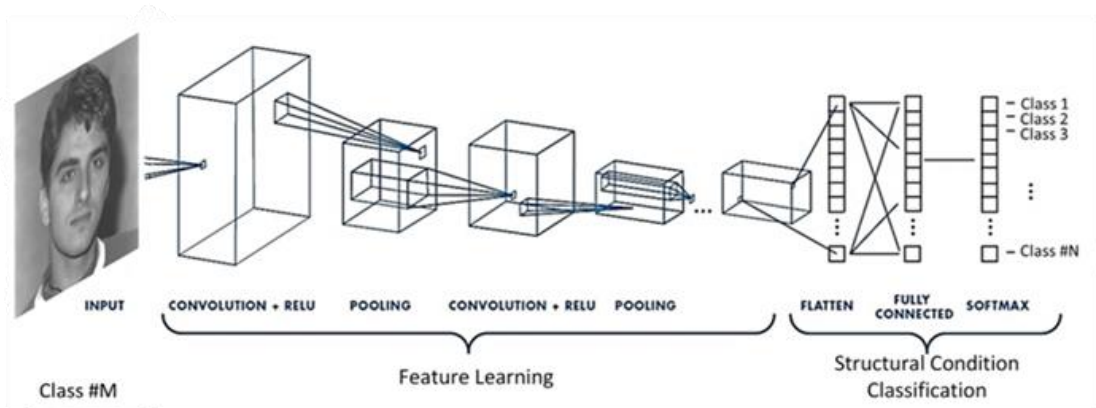 Class 1
Class 2
Class 3
Class #N
INPUT
CONVOLUTION + RELU
POOLING
CONVOLUTION + RELU
POOLING
FLATTEN
FULLY
CONNECTED
SOFTMAX
Feature Learning
Structural Condition
Classification
Class #M